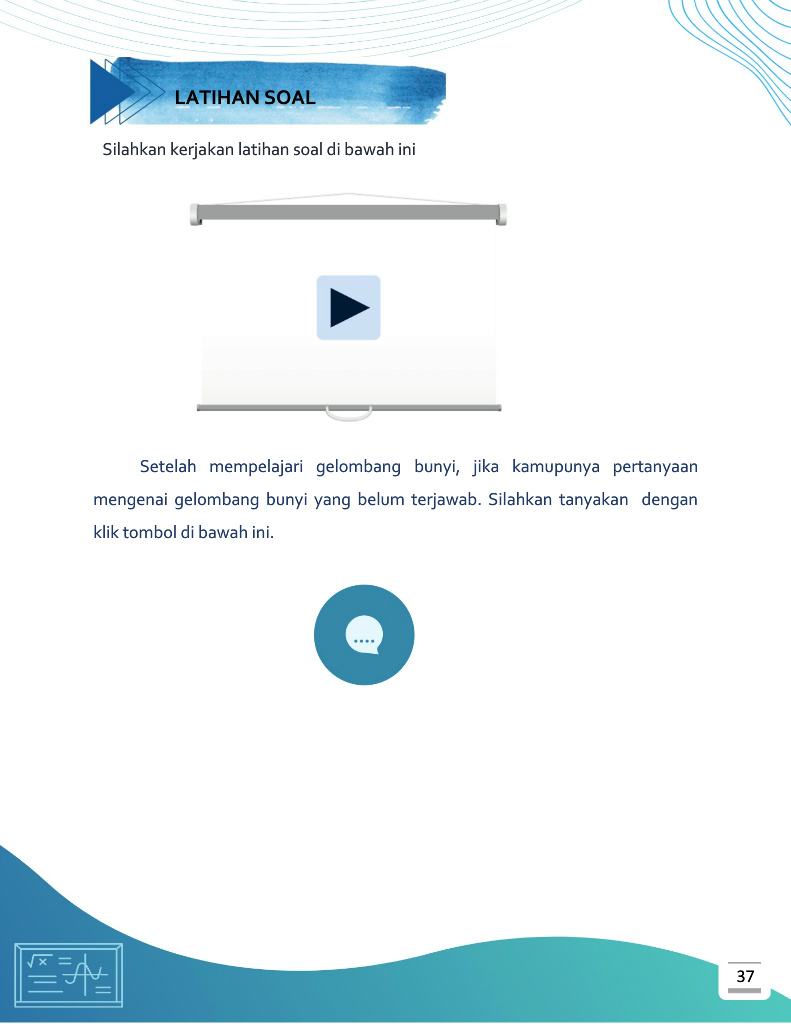 LATIHAN SOAL
Silahkan kerjakan latihan soal di bawah ini
Setelah mempelajari gelombang bunyi, jika kamupunya pertanyaan
mengenai gelombang bunyi yang belum terjawab. Silahkan tanyakan dengan
klik tombol di bawah ini.
√x
37